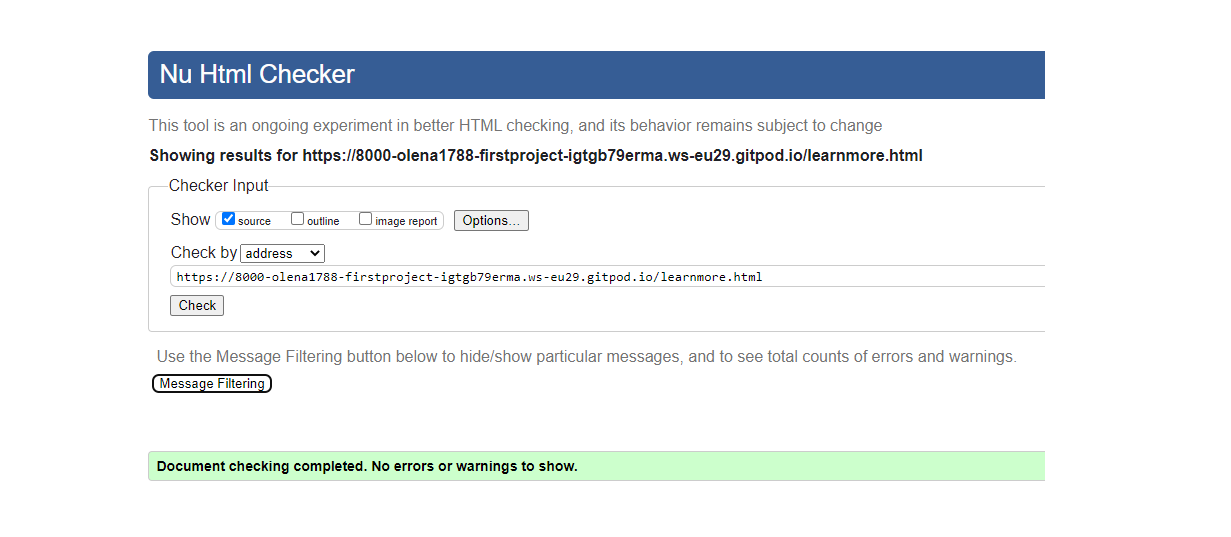 Nu Html Checker
This tool is an ongoing experiment in better HTML checking, and its behavior remains subject to change
Showing results for https://8000-olena1788-firstproject-igtgb79erma.ws-eu29.gitpod.io/learnmore.html
Checker Input
Show source outline image report Options...
Check by address
https://8000-olena1788-firstproject-igtgb79erma.ws-eu29.gitpod.io/learnmore.html
Check
Use the Message Filtering button below to hide/show particular messages, and to see total counts of errors and warnings.
Message Filtering
Document checking completed. No errors or warnings to show.